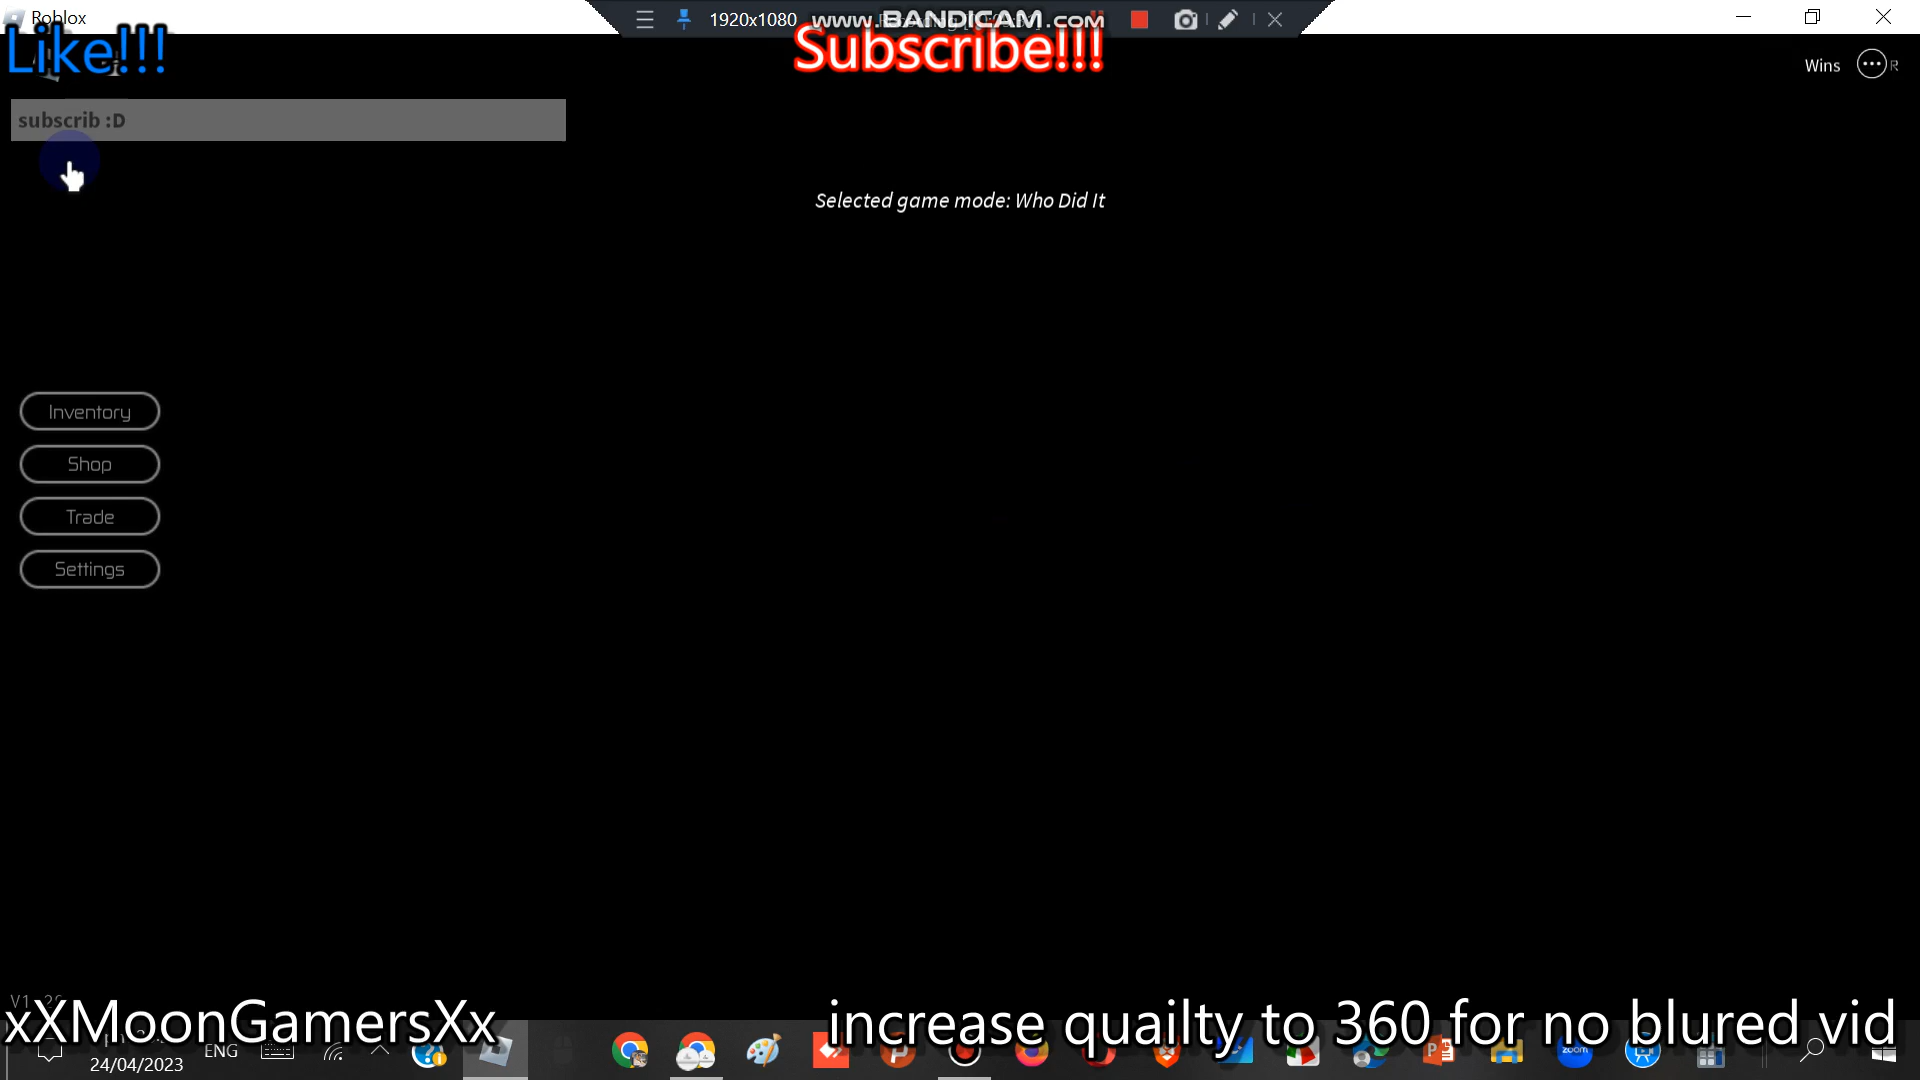 Roblox
1920x1080
www.BANDICAM.com
Like!!!
Subscribe!!!
Wins
R
subscrib :D
Selected game mode: Who Did It
Inventory
Shop
Trade
Settings
xXMoonGamersXx
increase quailty to 360 for no blured vid
ENG
24/04/2023
zoom